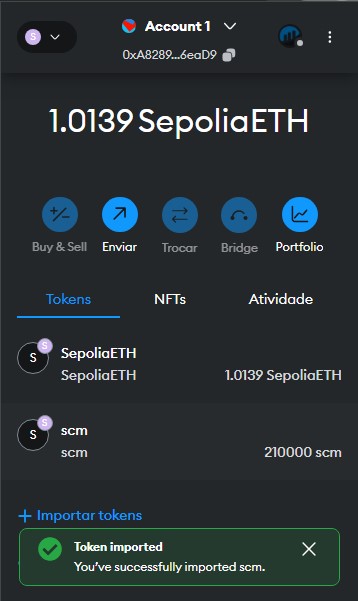 S
Account 1
0xA8289...6eaD9
1.0139 SepoliaETH
Buy & Sell
Enviar
Trocar
Bridge
Portfolio
Tokens
NFTs
Atividade
S
S
SepoliaETH
SepoliaETH
1.0139 SepoliaETH
S
S
scm
scm
210000 scm
+ Importar tokens
Token imported
You've successfully imported scm.